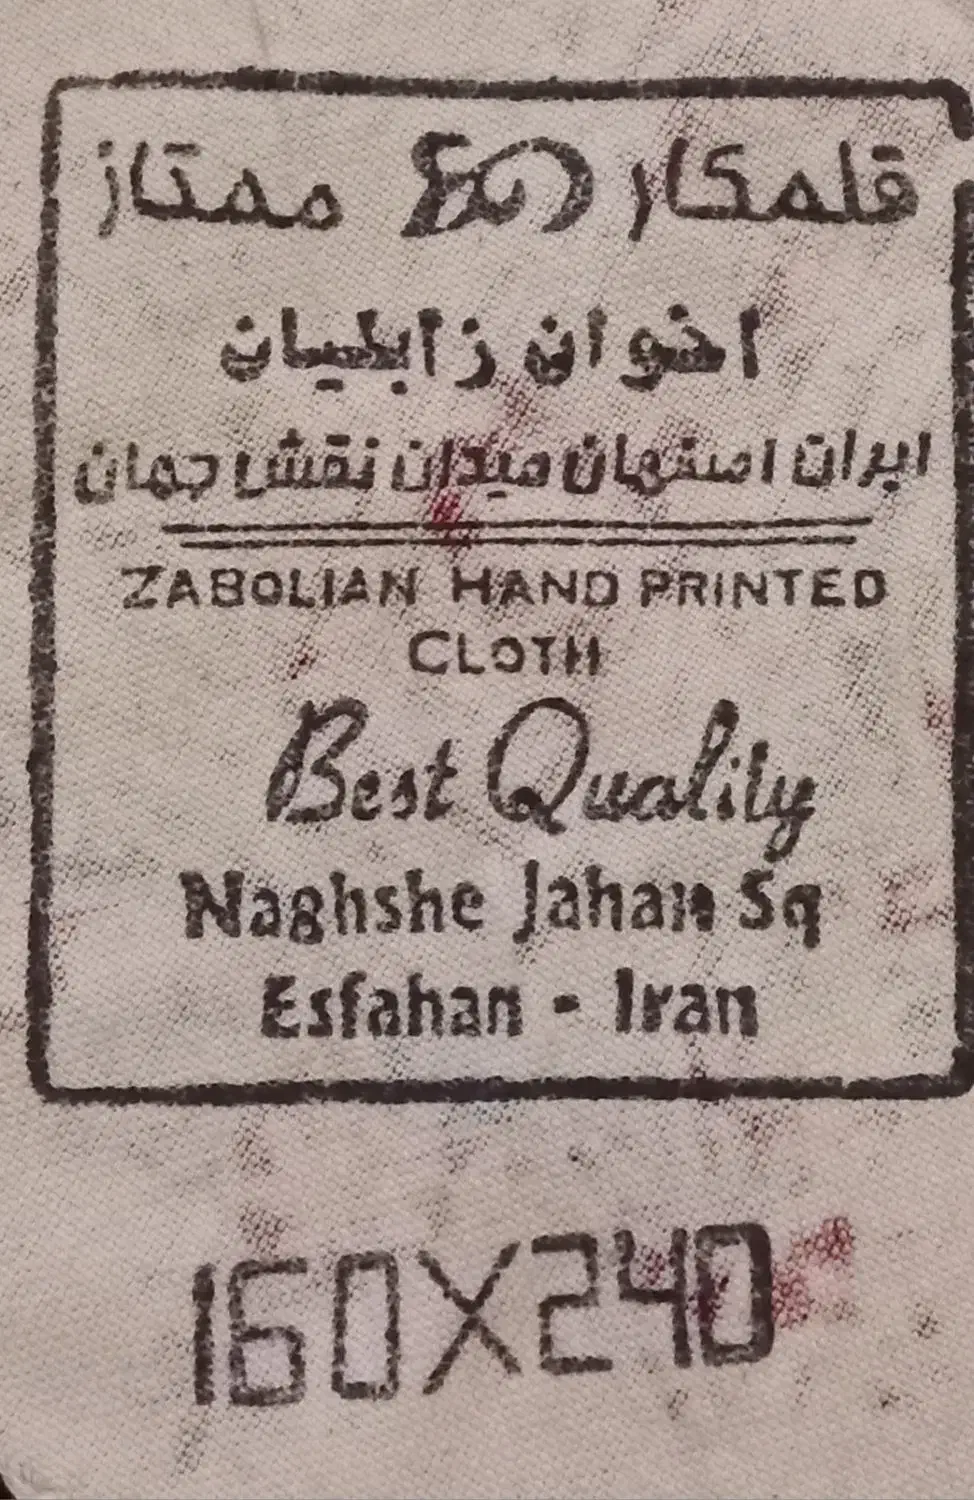 قلمکار ممتاز
اخوان زابلیان
ایران اصفهان میدان نقش جهان
ZABOLIAN HAND PRINTED
CLOTH
Best Quality
Naghshe Jahan Sq
Esfahan - Iran
160X240